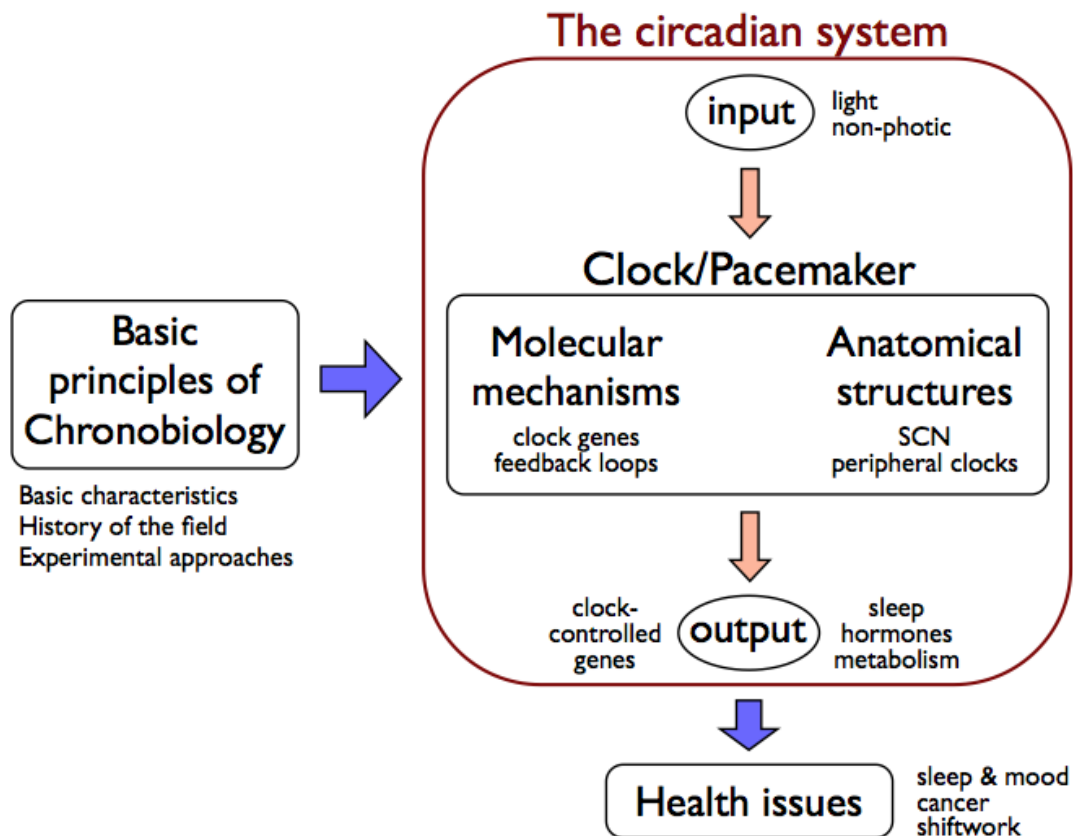 The circadian system
input
light
non-photic
Clock/Pacemaker
Molecular
mechanisms
clock genes
feedback loops
Anatomical
structures
SCN
peripheral clocks
Basic
principles of
Chronobiology
Basic characteristics
History of the field
Experimental approaches
clock-
controlled
genes
output
sleep
hormones
metabolism
Health issues
sleep & mood
cancer
shiftwork